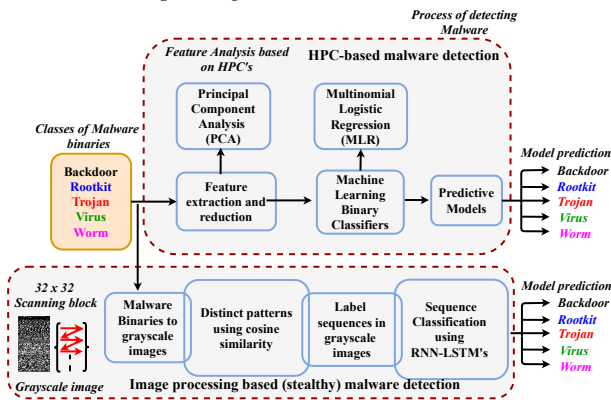 Process of detecting
Malware
Feature Analysis based
on HPC's
HPC-based malware detection
Principal
Component
Analysis
(PCA)
Multinomial
Logistic
Regression
(MLR)
Classes of Malware
binaries
Backdoor
Rootkit
Trojan
Virus
Worm
Feature
extraction and
reduction
Machine
Learning
Binary
Classifiers
Predictive
Models
Model prediction
Backdoor
Rootkit
Trojan
Virus
Worm
32 x 32
Scanning block
Grayscale image
Malware
Binaries to
grayscale
images
Distinct patterns
using cosine
similarity
Label
sequences in
grayscale
images
Sequence
Classification
using
RNN-LSTM's
Model prediction
Backdoor
Rootkit
Trojan
Virus
Worm
Image processing based (stealthy) malware detection